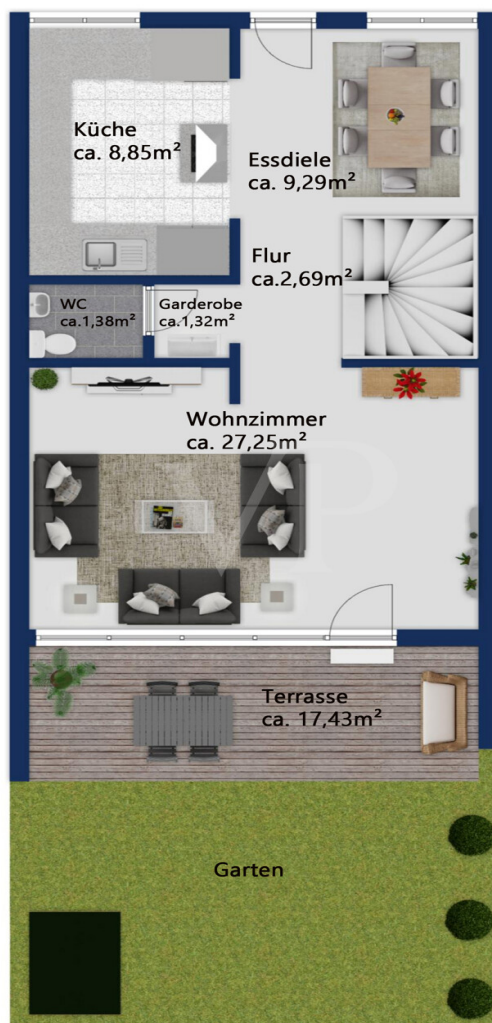 Küche
ca. 8,85m²
Essdiele
ca. 9,29m²
Flur
ca.2,69m²
WC
ca.1,38m²
Garderobe
ca.1,32m²
Wohnzimmer
ca. 27,25m²
VP
Terrasse
ca. 17,43m²
Garten